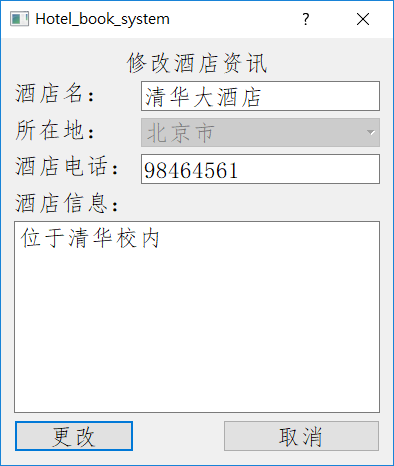 Hotel_book_system ?
修改酒店资讯
酒店名： 清华大酒店
所在地： 北京市
酒店电话： 98464561
酒店信息：
位于清华校内
更改 取消